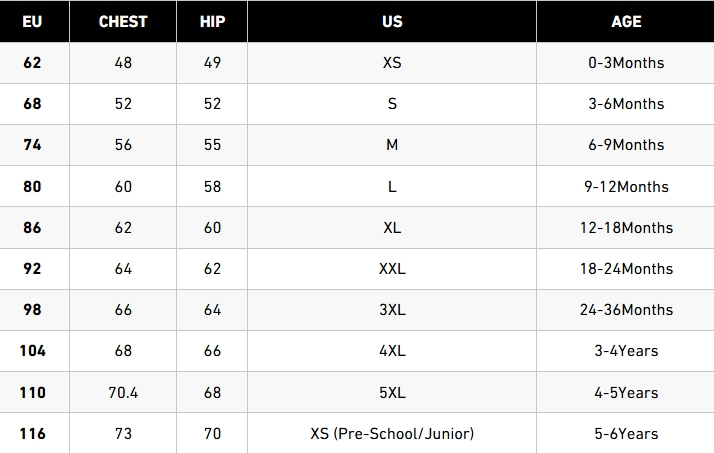 EU CHEST HIP US AGE
62 48 49 XS 0-3Months
68 52 52 S 3-6Months
74 56 55 M 6-9Months
80 60 58 L 9-12Months
86 62 60 XL 12-18Months
92 64 62 XXL 18-24Months
98 66 64 3XL 24-36Months
104 68 66 4XL 3-4Years
110 70.4 68 5XL 4-5Years
116 73 70 XS (Pre-School/Junior) 5-6Years